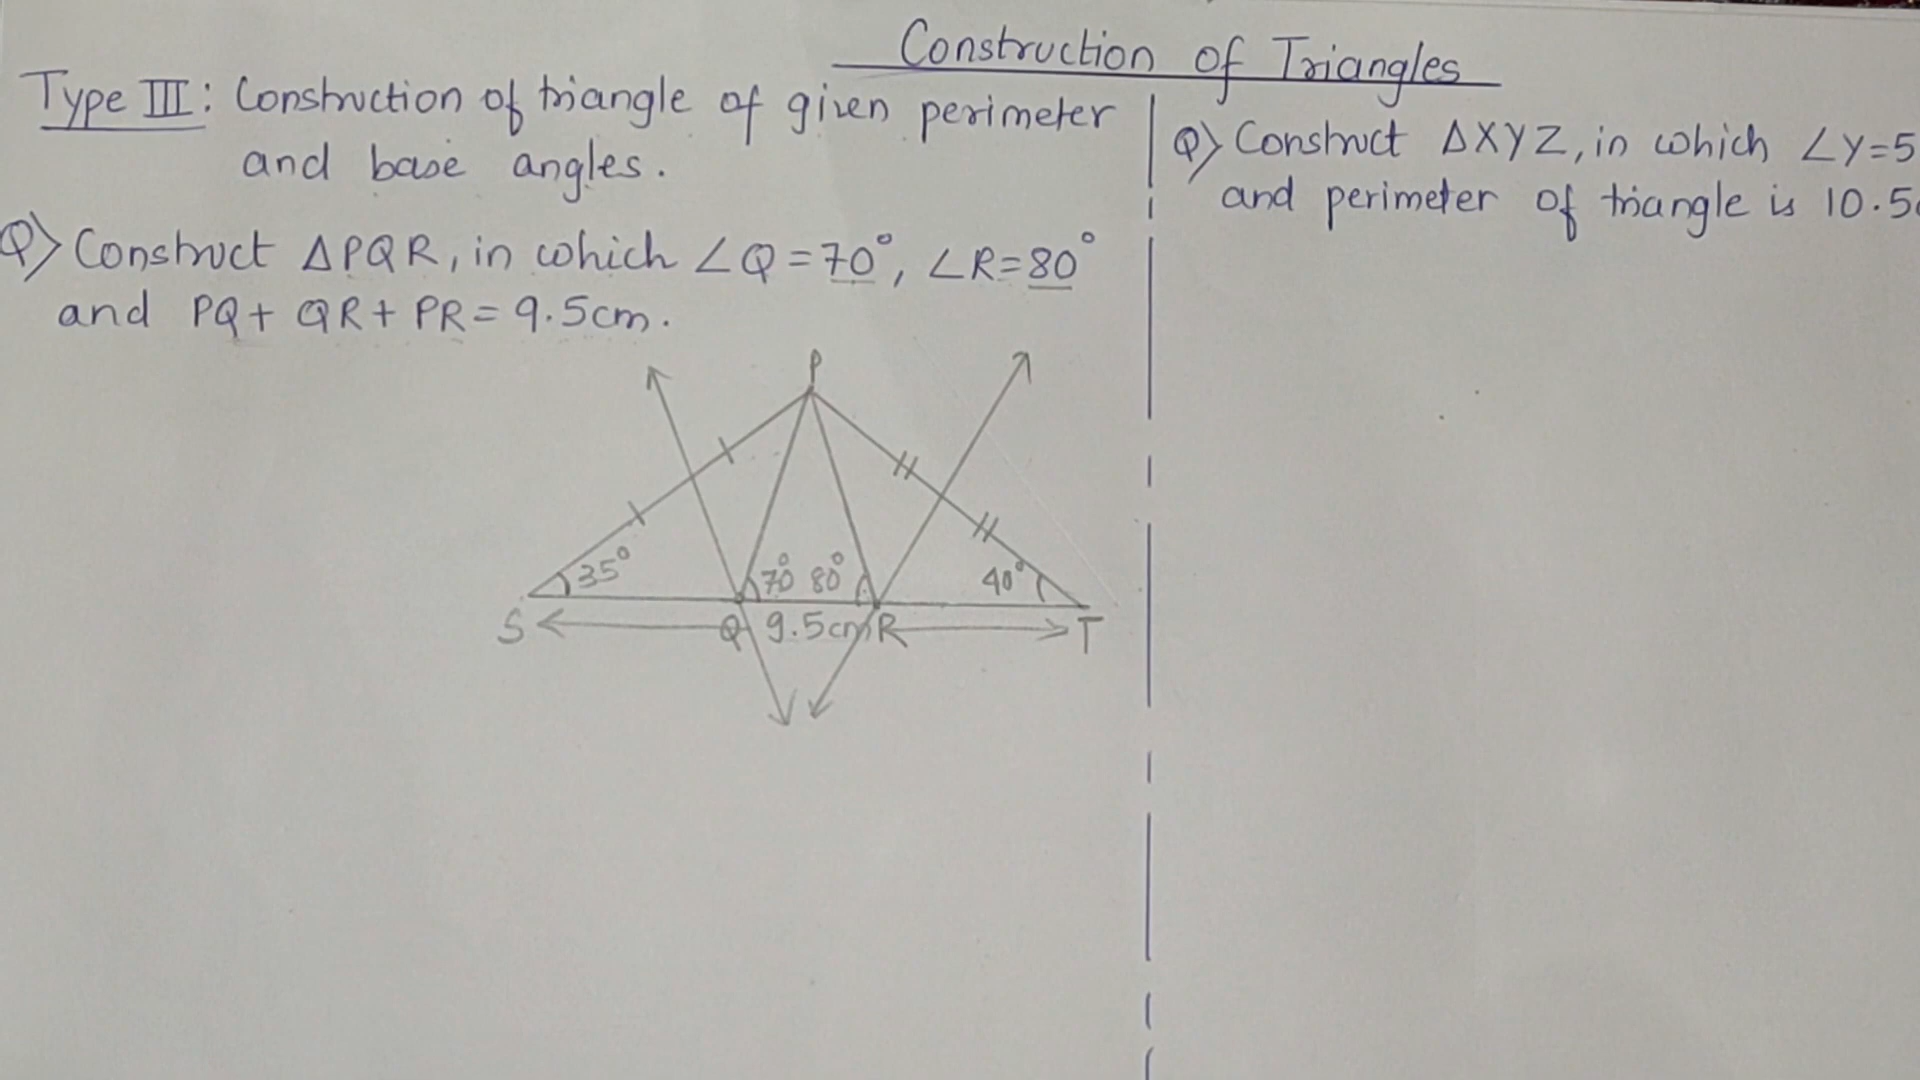 Construction of Triangles
Type III: Construction of triangle of given perimeter
and base angles.
Q) Construct ΔPQR, in which ∠Q=70°, ∠R=80°
and PQ+ QR+ PR= 9.5cm.
P
35°
70° 80°
40°
S Q 9.5cm R T
Q) Construct ΔXYZ, in which ∠Y=5
and perimeter of triangle is 10.5